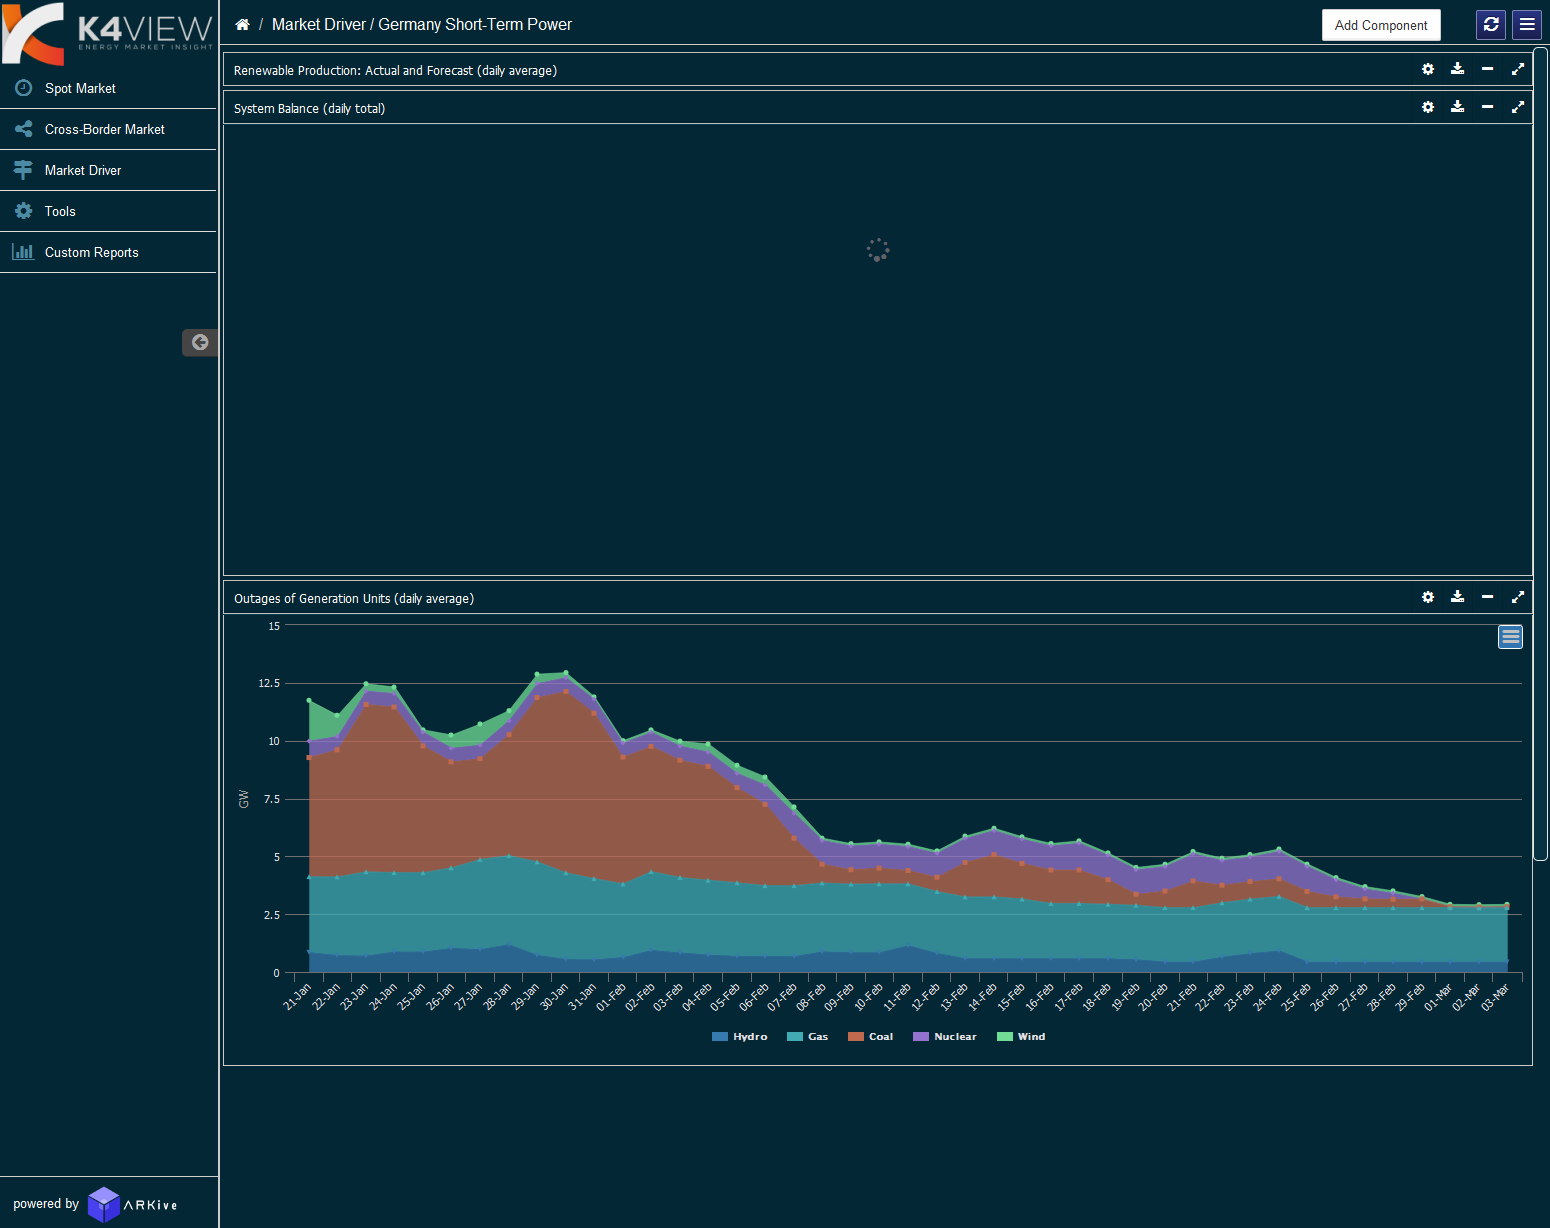 K4VIEW
ENERGY MARKET INSIGHT
/ Market Driver / Germany Short-Term Power
Add Component
Spot Market
Cross-Border Market
Market Driver
Tools
Custom Reports
Renewable Production: Actual and Forecast (daily average)
System Balance (daily total)
Outages of Generation Units (daily average)
15
12.5
10
7.5
5
2.5
0
GW
21-Jan 22-Jan 23-Jan 24-Jan 25-Jan 26-Jan 27-Jan 28-Jan 29-Jan 30-Jan 31-Jan 01-Feb 02-Feb 03-Feb 04-Feb 05-Feb 06-Feb 07-Feb 08-Feb 09-Feb 10-Feb 11-Feb 12-Feb 13-Feb 14-Feb 15-Feb 16-Feb 17-Feb 18-Feb 19-Feb 20-Feb 21-Feb 22-Feb 23-Feb 24-Feb 25-Feb 26-Feb 27-Feb 28-Feb 29-Feb 01-Mar 02-Mar 03-Mar
Hydro Gas Coal Nuclear Wind
powered by ARKive